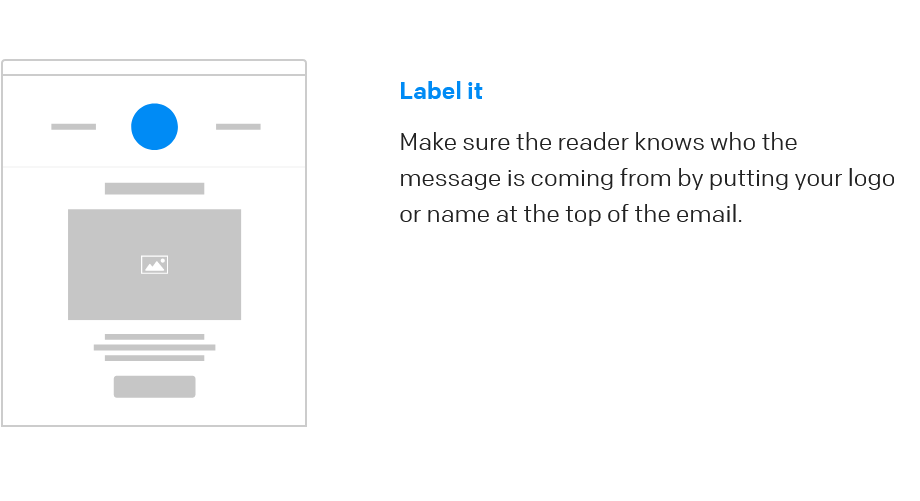 Label it
Make sure the reader knows who the
message is coming from by putting your logo
or name at the top of the email.